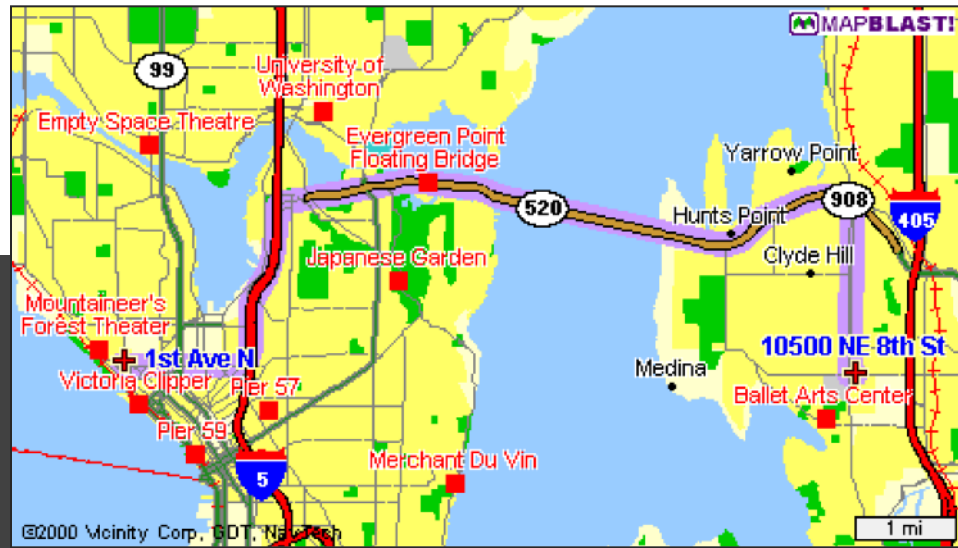 MAPBLAST!
99
University of
Washington
Empty Space Theatre
Evergreen Point
Floating Bridge
Yarrow Point
520
908
Hunts Point
405
Clyde Hill
Japanese Garden
Mountaineer's
Forest Theater
1st Ave N
10500 NE 8th St
Victoria Clipper
Pier 57
Medina
Ballet Arts Center
Pier 59
Merchant Du Vin
5
©2000 Vicinity Corp, GDT, NavTech
1 mi